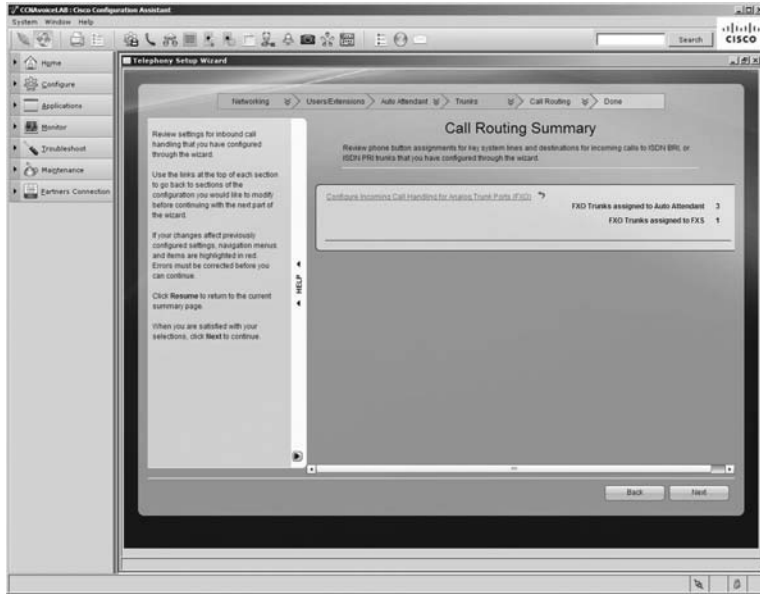 CCNAvoiceLAB : Cisco Configuration Assistant
System Window Help
Search
CISCO
Home
Configure
Applications
Monitor
Troubleshoot
Maintenance
Partners Connection
Telephony Setup Wizard
Networking
Users/Extensions
Auto Attendant
Trunks
Call Routing
Done
Review settings for inbound call
handling that you have configured
through the wizard.
Use the links at the top of each section
to go back to sections of the
configuration you would like to modify
before continuing with the next part of
the wizard.
If your changes affect previously
configured settings, navigation menus
and items are highlighted in red.
Errors must be corrected before you
can continue.
Click Resume to return to the current
summary page.
When you are satisfied with your
selections, click Next to continue.
HELP
Call Routing Summary
Review phone button assignments for key system lines and destinations for incoming calls to ISDN BRI, or
ISDN PRI trunks that you have configured through the wizard.
Configure Incoming Call Handling for Analog Trunk Ports (FXO)
FXO Trunks assigned to Auto Attendant 3
FXO Trunks assigned to FXS 1
Back
Next